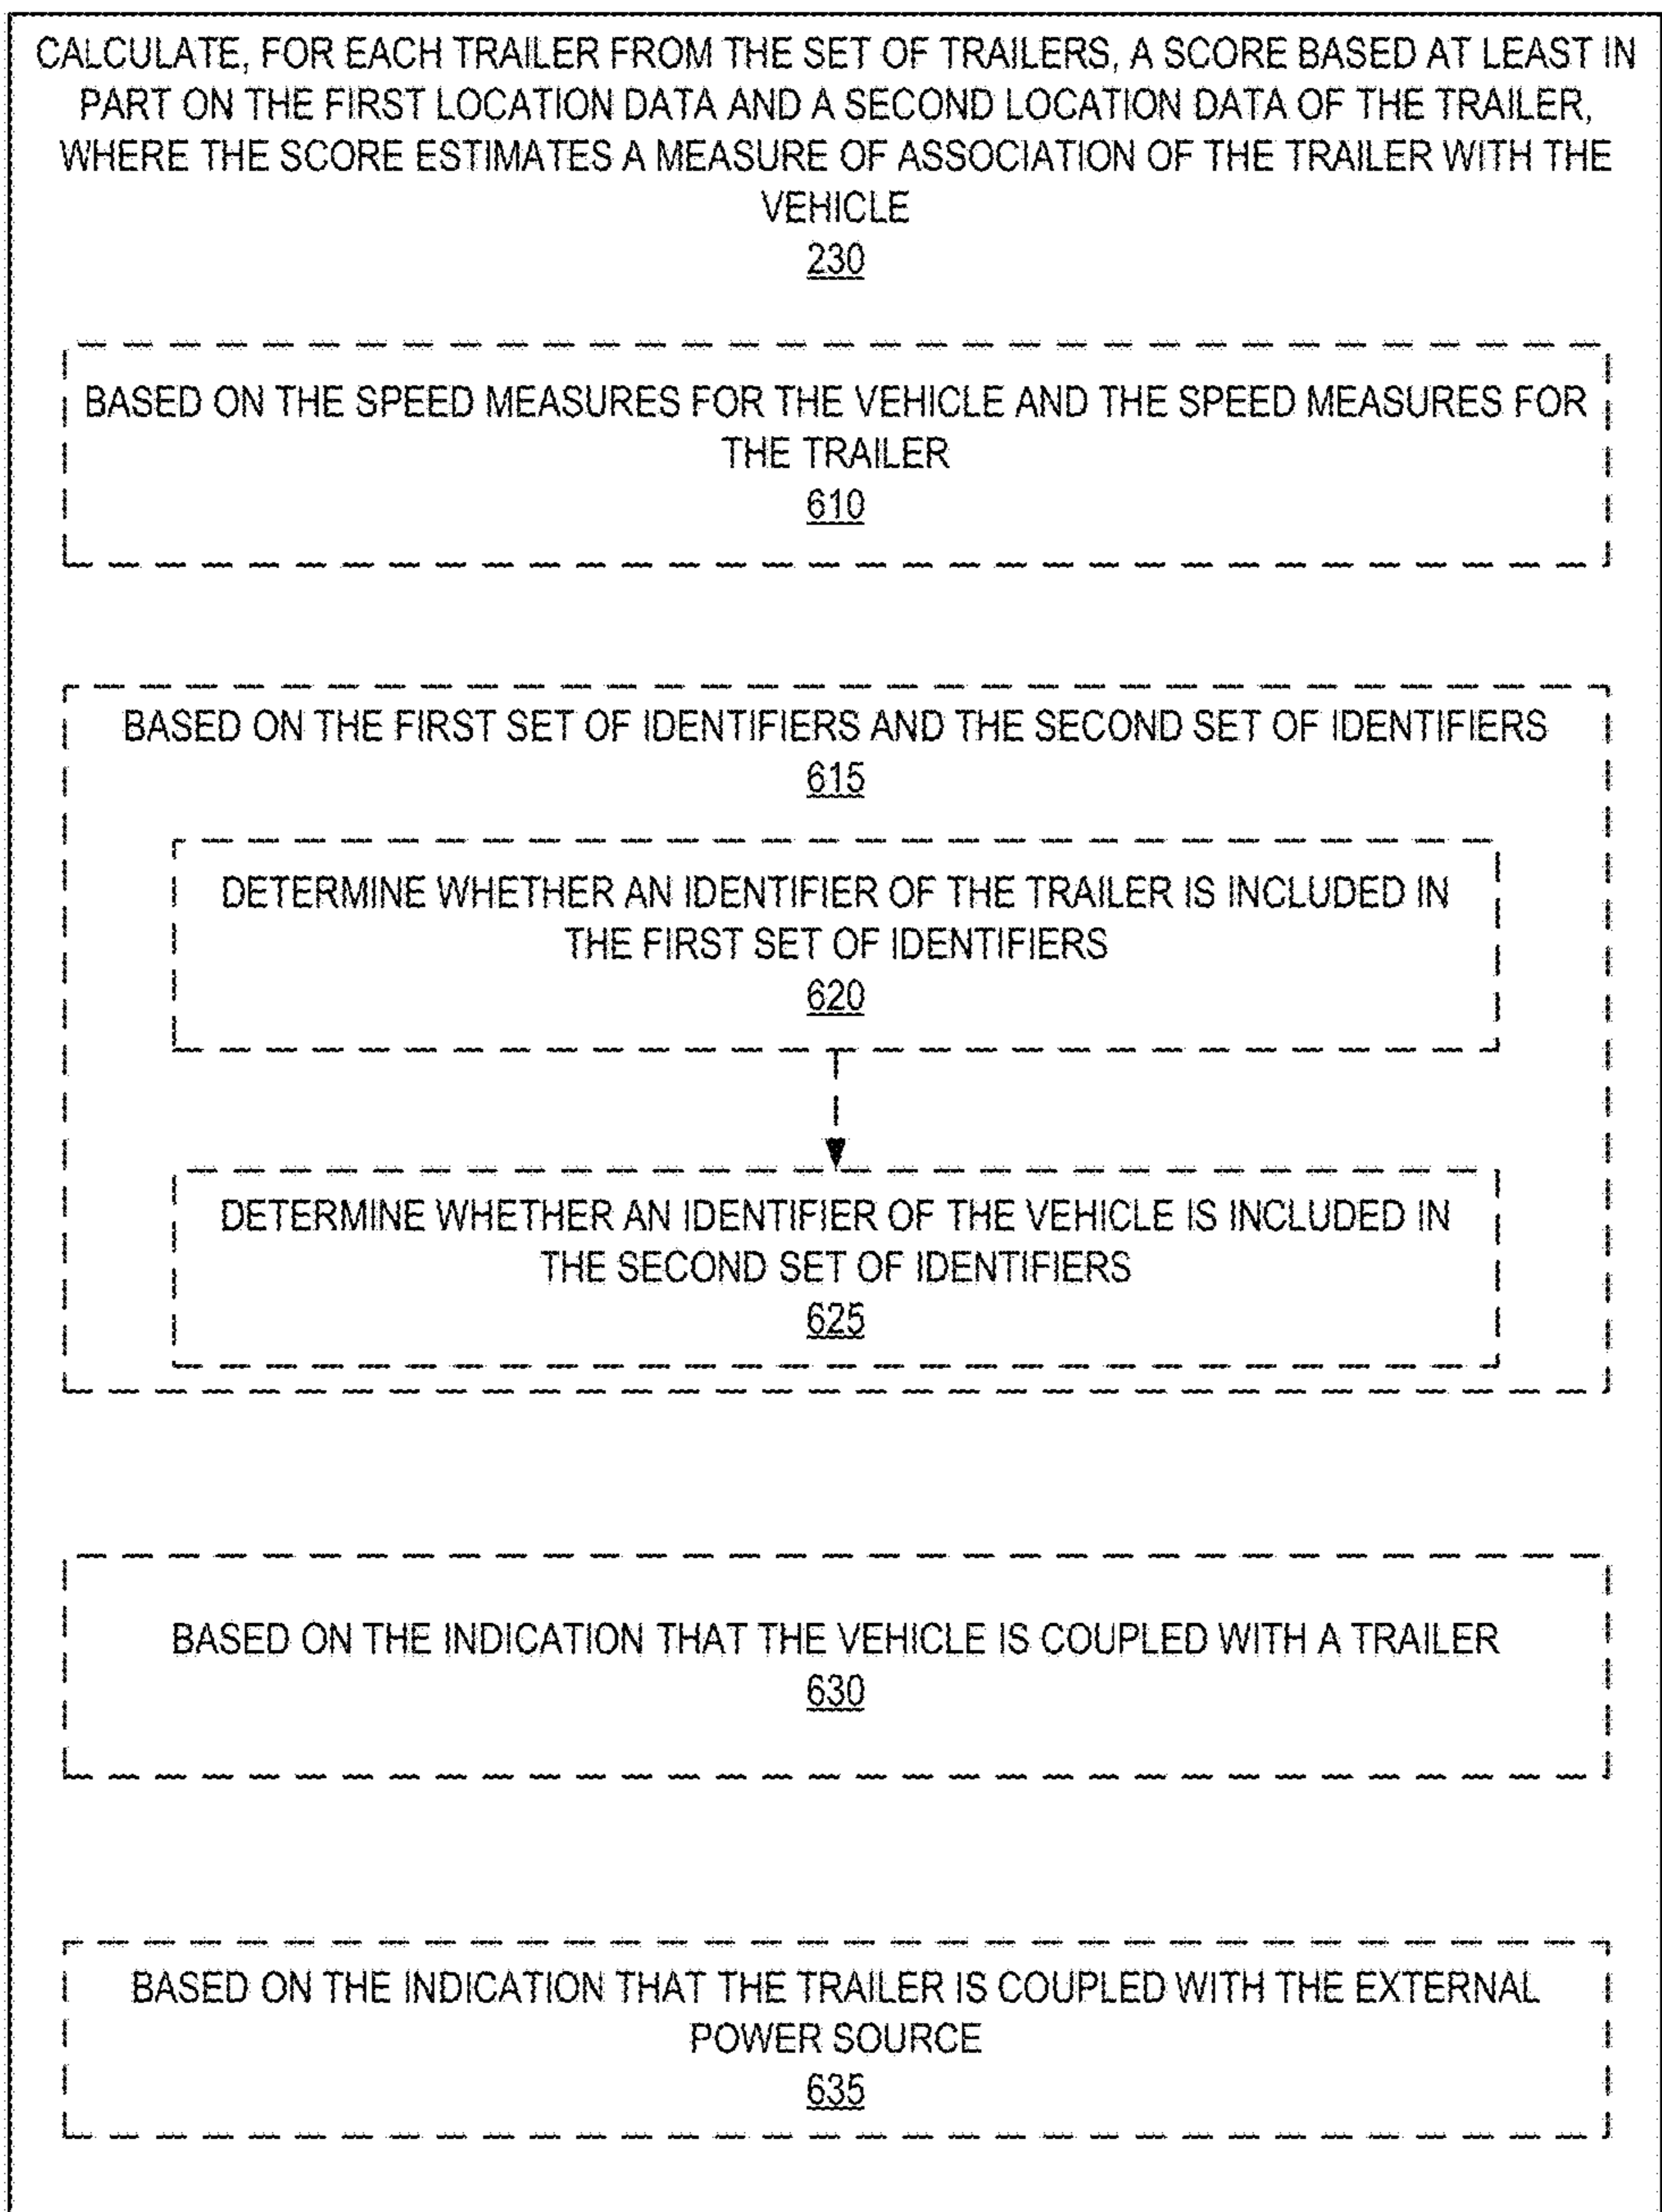 CALCULATE, FOR EACH TRAILER FROM THE SET OF TRAILERS, A SCORE BASED AT LEAST IN
PART ON THE FIRST LOCATION DATA AND A SECOND LOCATION DATA OF THE TRAILER,
WHERE THE SCORE ESTIMATES A MEASURE OF ASSOCIATION OF THE TRAILER WITH THE
VEHICLE
230
BASED ON THE SPEED MEASURES FOR THE VEHICLE AND THE SPEED MEASURES FOR
THE TRAILER
610
BASED ON THE FIRST SET OF IDENTIFIERS AND THE SECOND SET OF IDENTIFIERS
615
DETERMINE WHETHER AN IDENTIFIER OF THE TRAILER IS INCLUDED IN
THE FIRST SET OF IDENTIFIERS
620
DETERMINE WHETHER AN IDENTIFIER OF THE VEHICLE IS INCLUDED IN
THE SECOND SET OF IDENTIFIERS
625
BASED ON THE INDICATION THAT THE VEHICLE IS COUPLED WITH A TRAILER
630
BASED ON THE INDICATION THAT THE TRAILER IS COUPLED WITH THE EXTERNAL
POWER SOURCE
635